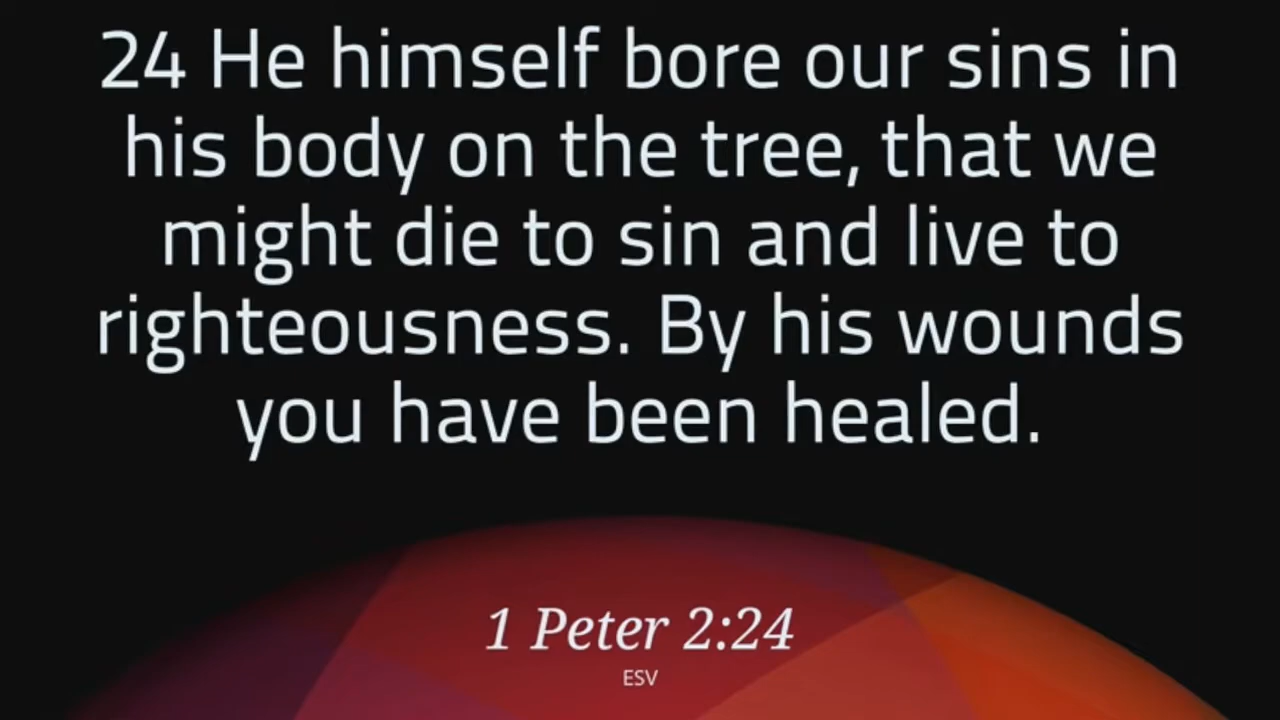 24 He himself bore our sins in
his body on the tree, that we
might die to sin and live to
righteousness. By his wounds
you have been healed.
1 Peter 2:24
ESV